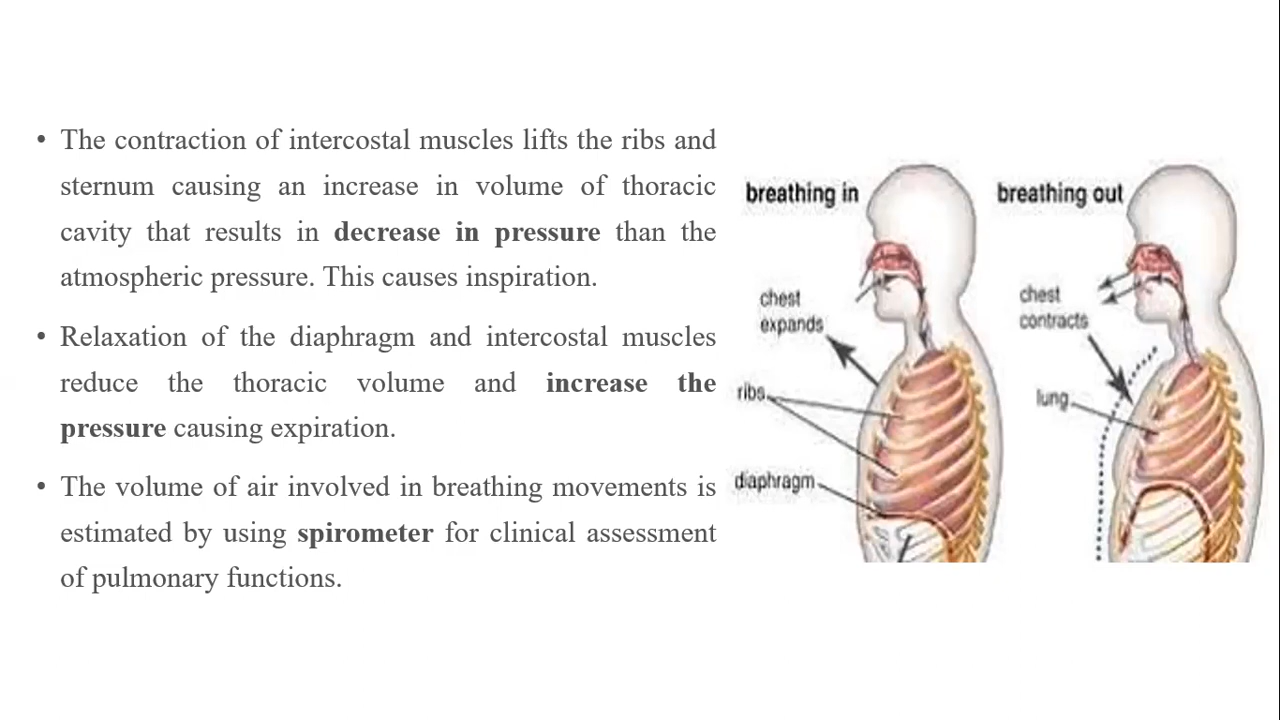 • The contraction of intercostal muscles lifts the ribs and
sternum causing an increase in volume of thoracic
cavity that results in decrease in pressure than the
atmospheric pressure. This causes inspiration.
• Relaxation of the diaphragm and intercostal muscles
reduce the thoracic volume and increase the
pressure causing expiration.
• The volume of air involved in breathing movements is
estimated by using spirometer for clinical assessment
of pulmonary functions.
breathing in
chest
expands
ribs
diaphragm
breathing out
chest
contracts
lung